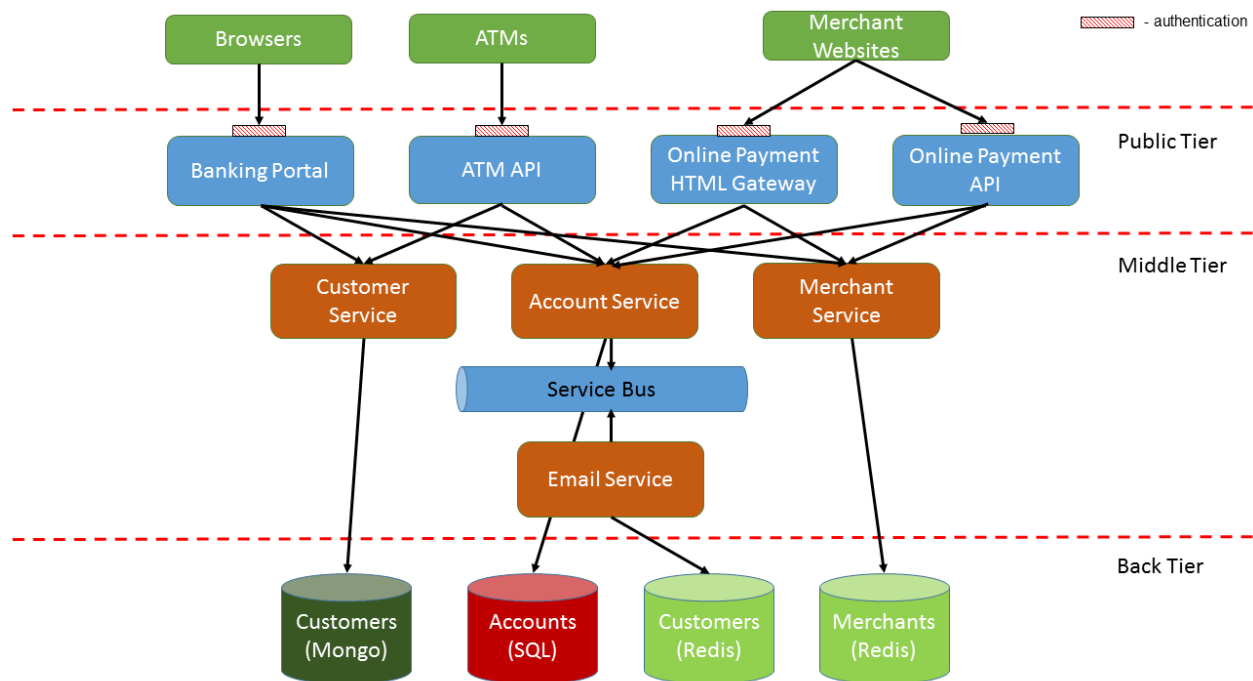 Browsers
ATMs
Merchant
Websites
- authentication
Public Tier
Banking Portal
ATM API
Online Payment
HTML Gateway
Online Payment
API
Middle Tier
Customer
Service
Account Service
Merchant
Service
Service Bus
Email Service
Back Tier
Customers
(Mongo)
Accounts
(SQL)
Customers
(Redis)
Merchants
(Redis)